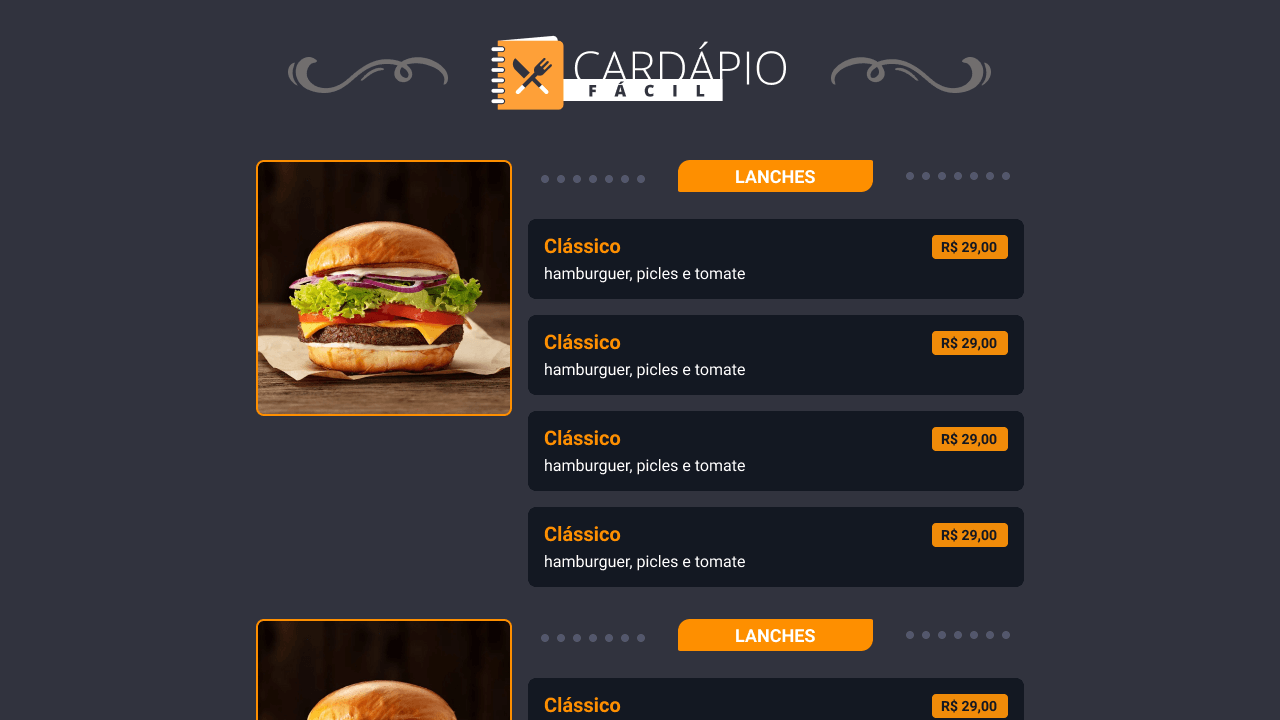 CARDÁPIO
FÁCIL
LANCHES
Clássico
R$ 29,00
hamburguer, picles e tomate
Clássico
R$ 29,00
hamburguer, picles e tomate
Clássico
R$ 29,00
hamburguer, picles e tomate
Clássico
R$ 29,00
hamburguer, picles e tomate
LANCHES
Clássico
R$ 29,00